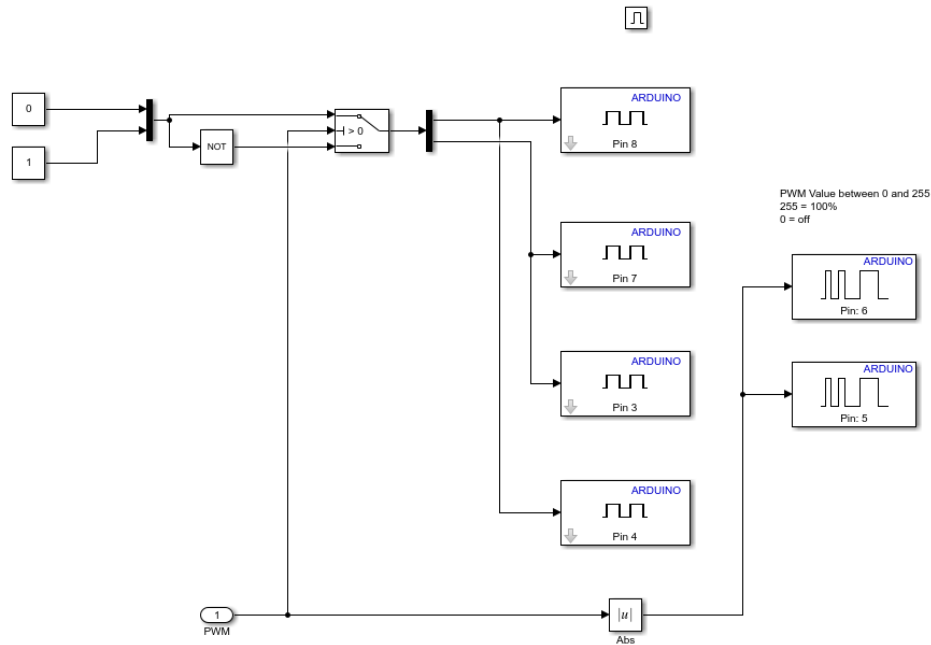 0
1
NOT
> 0
ARDUINO
Pin 8
ARDUINO
Pin 7
ARDUINO
Pin 3
ARDUINO
Pin 4
PWM Value between 0 and 255
255 = 100%
0 = off
ARDUINO
Pin: 6
ARDUINO
Pin: 5
1
PWM
|u|
Abs